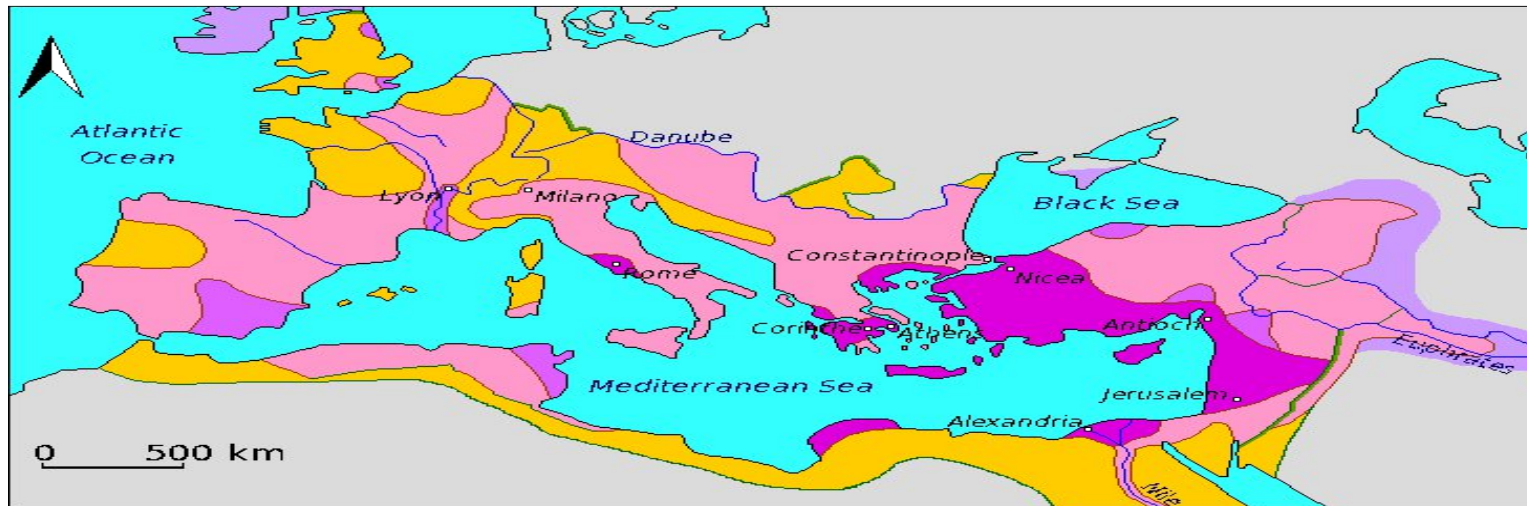 Atlantic
Ocean
Danube
Lyon
Milano
Black Sea
Constantinople
Rome
Nicea
Corinthe
Athens
Antioch
Euphrates
Mediterranean Sea
Jerusalem
Alexandria
0 500 km
Nile